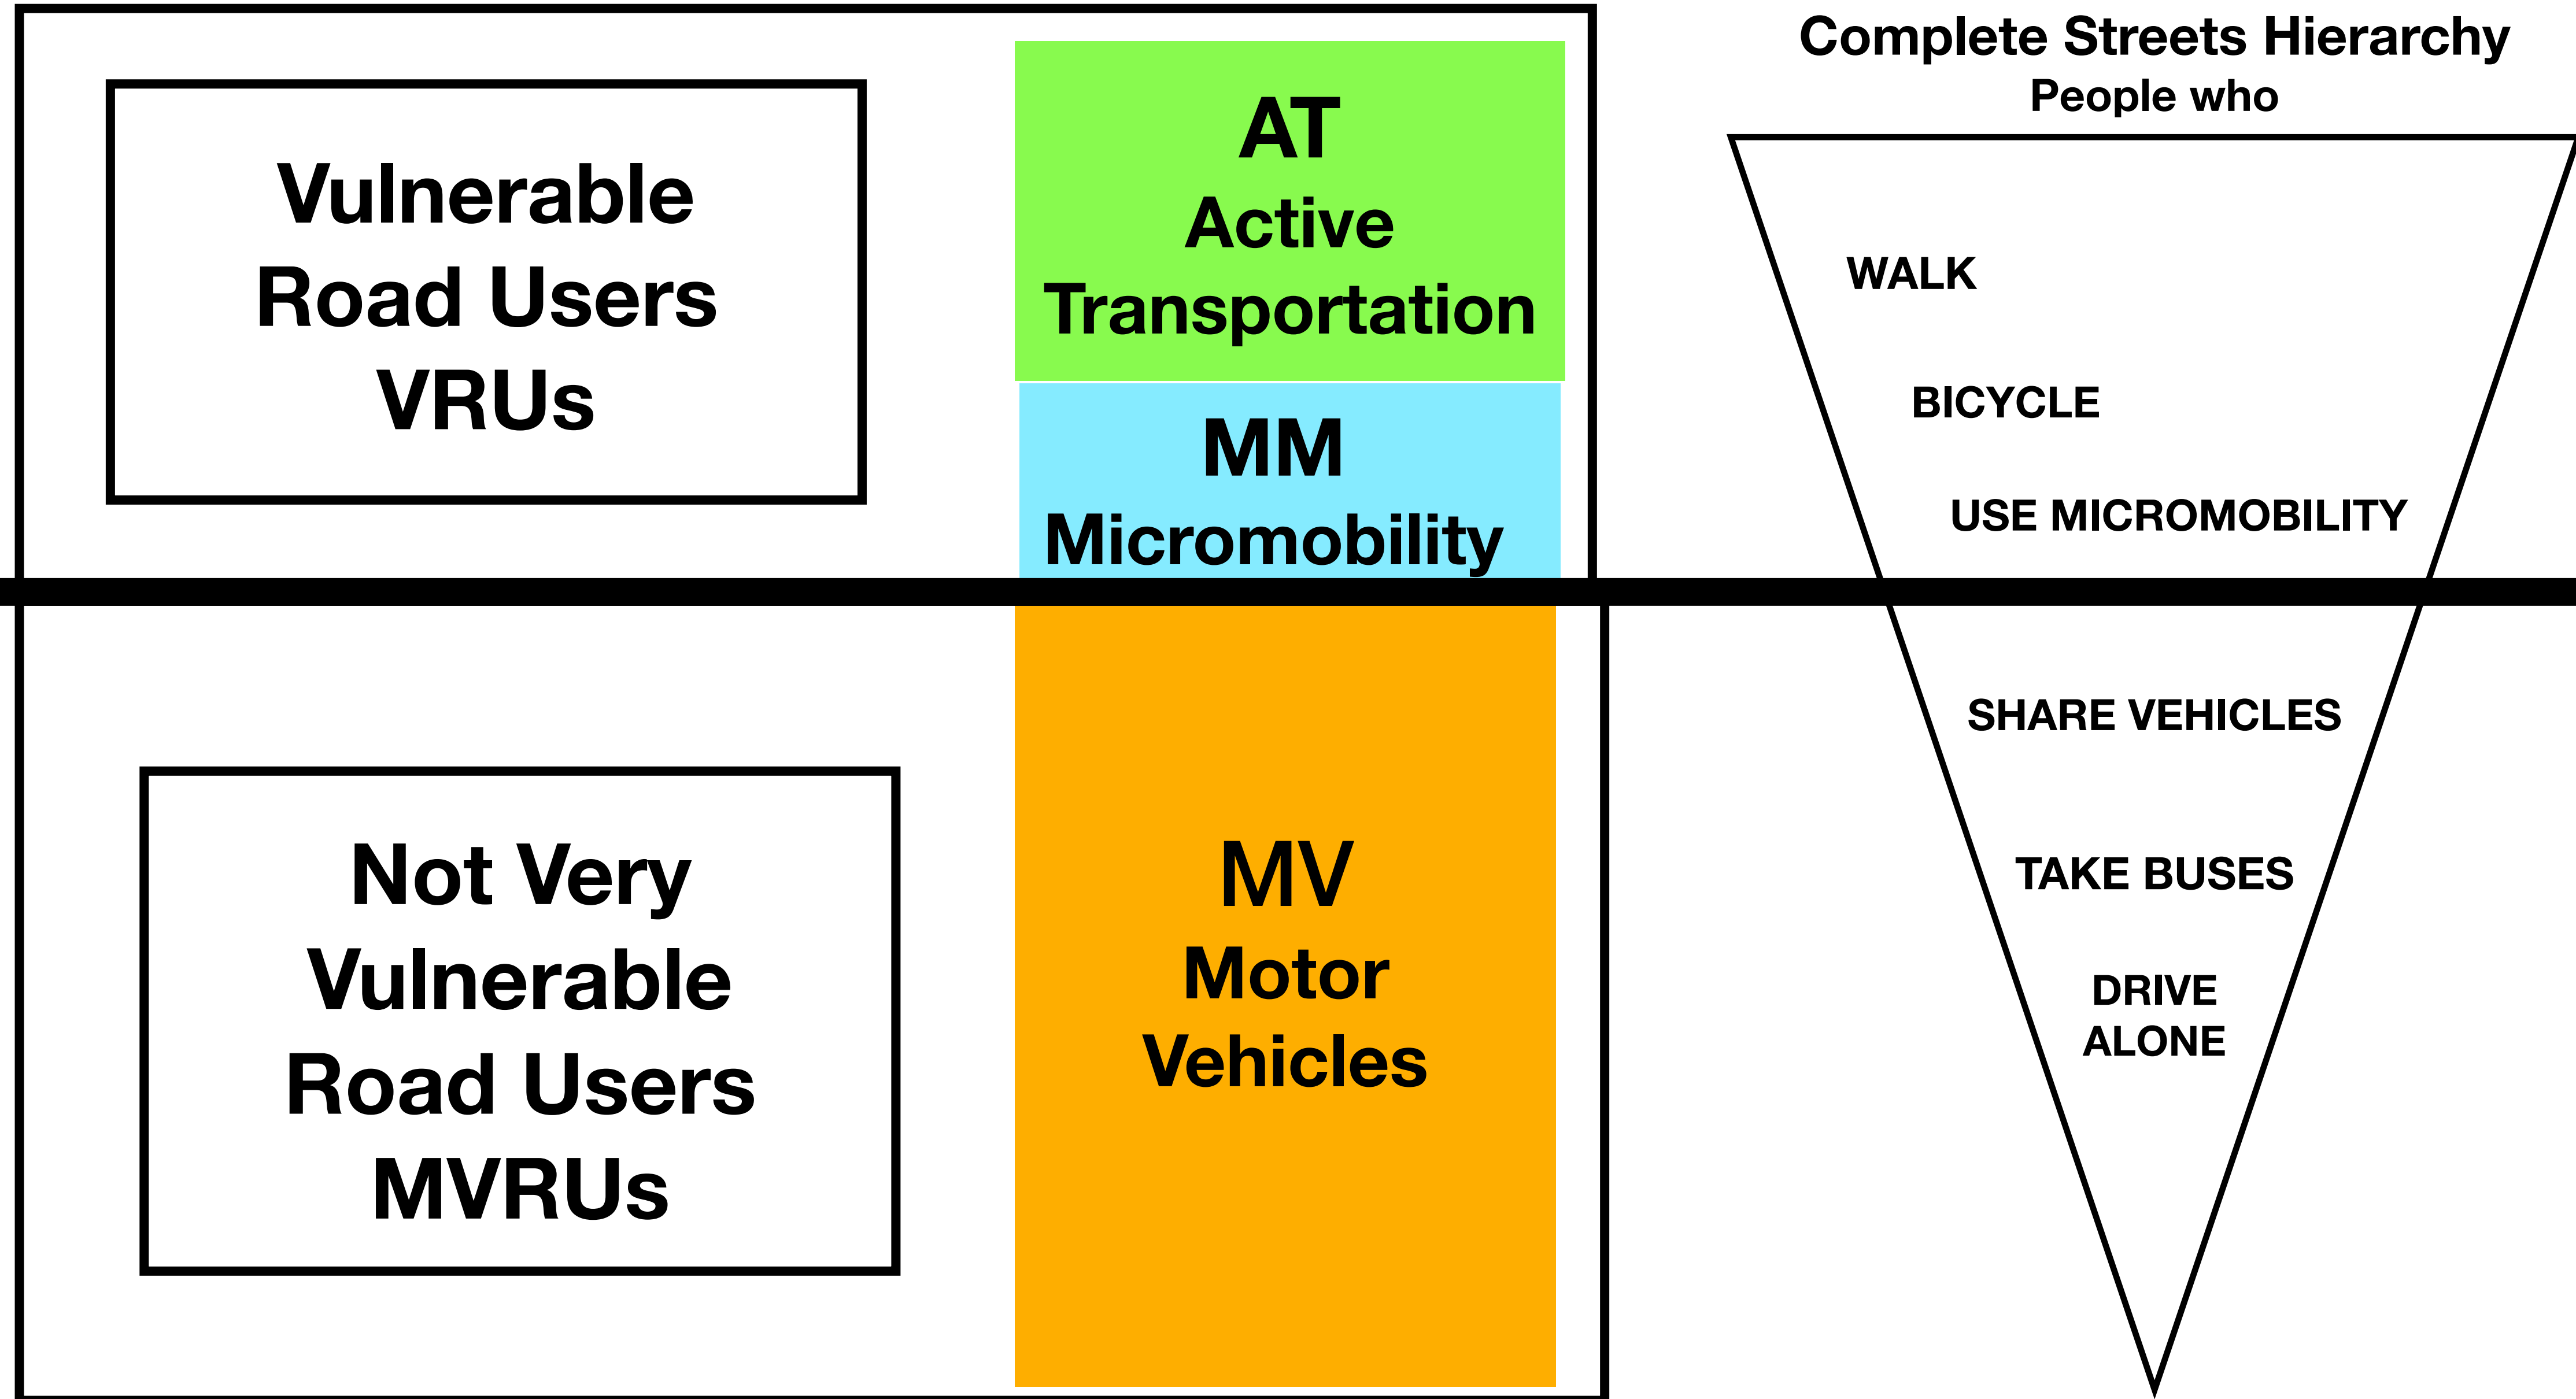 Vulnerable
Road Users
VRUs
AT
Active
Transportation
MM
Micromobility
Not Very
Vulnerable
Road Users
MVRUs
MV
Motor
Vehicles
Complete Streets Hierarchy
People who
WALK
BICYCLE
USE MICROMOBILITY
SHARE VEHICLES
TAKE BUSES
DRIVE
ALONE